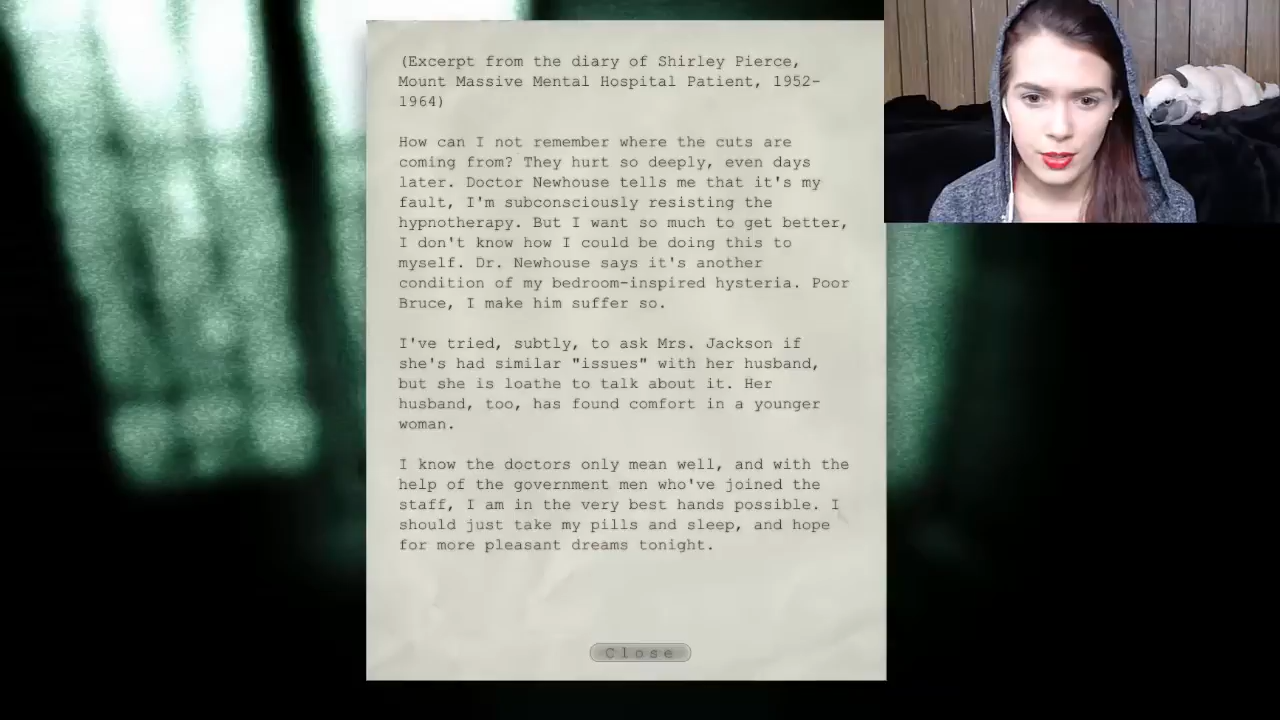 (Excerpt from the diary of Shirley Pierce,
Mount Massive Mental Hospital Patient, 1952-
1964)
How can I not remember where the cuts are
coming from? They hurt so deeply, even days
later. Doctor Newhouse tells me that it's my
fault, I'm subconsciously resisting the
hypnotherapy. But I want so much to get better,
I don't know how I could be doing this to
myself. Dr. Newhouse says it's another
condition of my bedroom-inspired hysteria. Poor
Bruce, I make him suffer so.
I've tried, subtly, to ask Mrs. Jackson if
she's had similar "issues" with her husband,
but she is loathe to talk about it. Her
husband, too, has found comfort in a younger
woman.
I know the doctors only mean well, and with the
help of the government men who've joined the
staff, I am in the very best hands possible. I
should just take my pills and sleep, and hope
for more pleasant dreams tonight.
Close